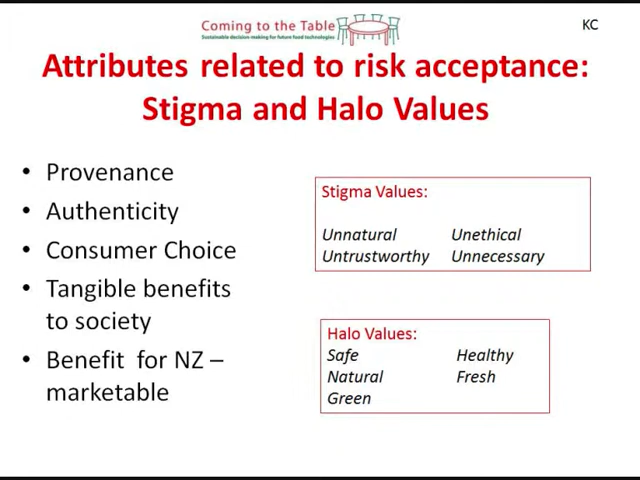 Coming to the Table
Sustainable decision making for future food technologies
KC
Attributes related to risk acceptance:
Stigma and Halo Values
• Provenance
• Authenticity
• Consumer Choice
• Tangible benefits
to society
• Benefit for NZ –
marketable
Stigma Values:
Unnatural Unethical
Untrustworthy Unnecessary
Halo Values:
Safe Healthy
Natural Fresh
Green